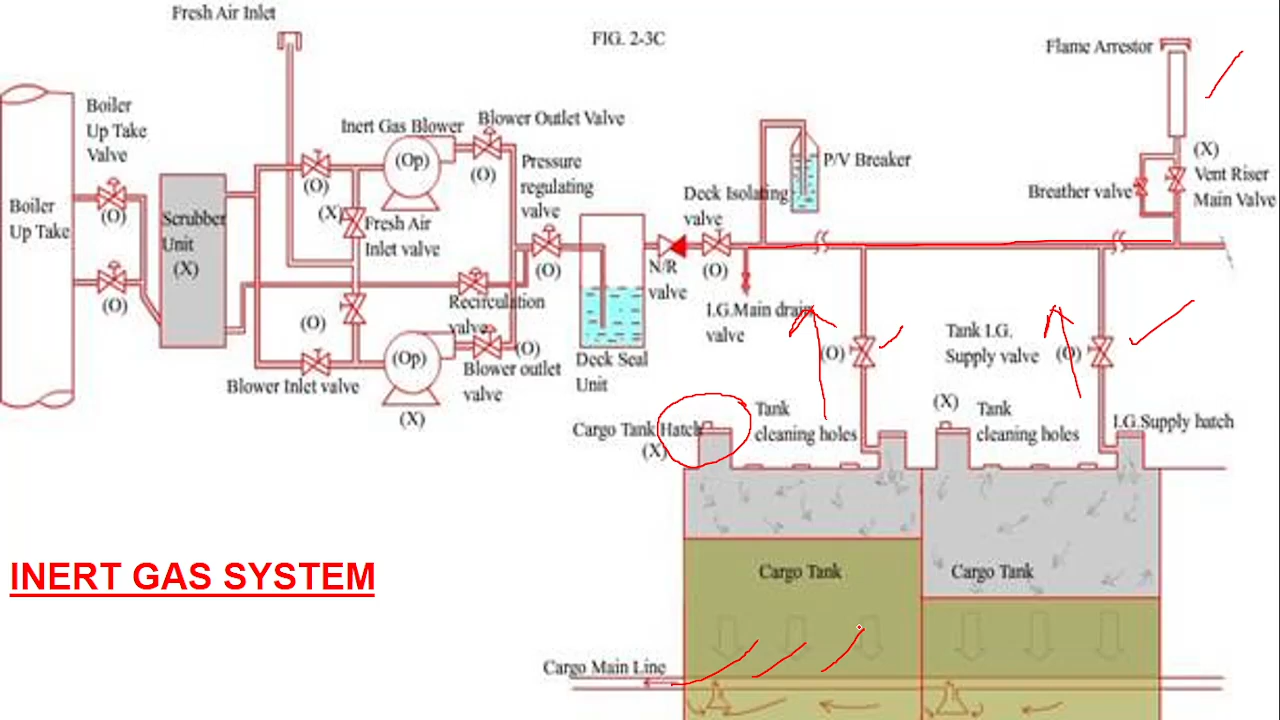 Fresh Air Inlet
FIG. 2-3C
Flame Arrestor
Boiler
Up Take
Valve
Inert Gas Blower
Blower Outlet Valve
(Op)
(O)
Pressure
regulating
valve
P/V Breaker
(X)
Vent Riser
Main Valve
Breather valve
Deck Isolating
valve
(O)
(O)
(X)
Fresh Air
Inlet valve
Boiler
Up Take
Scrubber
Unit
(X)
(O)
(O)
N/R
valve
(O)
Recirculation
valve
(O)
(O)
I.G.Main drain
valve
(O)
Tank I.G.
Supply valve
(O)
(Op)
Blower Inlet valve
Blower outlet
valve
(X)
Deck Seal
Unit
Cargo Tank Hatch
(X)
Tank
cleaning holes
(X)
Tank
cleaning holes
I.G.Supply hatch
INERT GAS SYSTEM
Cargo Tank
Cargo Tank
Cargo Main Line